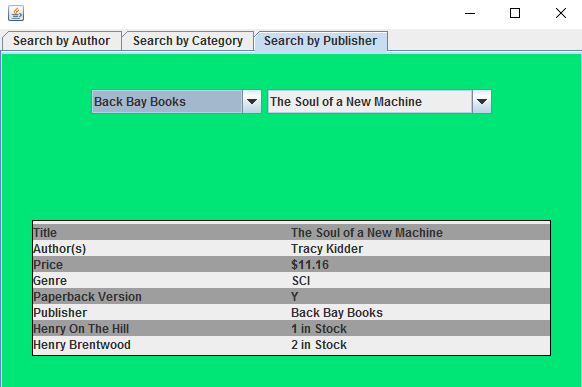 Search by Author Search by Category Search by Publisher
Back Bay Books The Soul of a New Machine
Title The Soul of a New Machine
Author(s) Tracy Kidder
Price $11.16
Genre SCI
Paperback Version Y
Publisher Back Bay Books
Henry On The Hill 1 in Stock
Henry Brentwood 2 in Stock